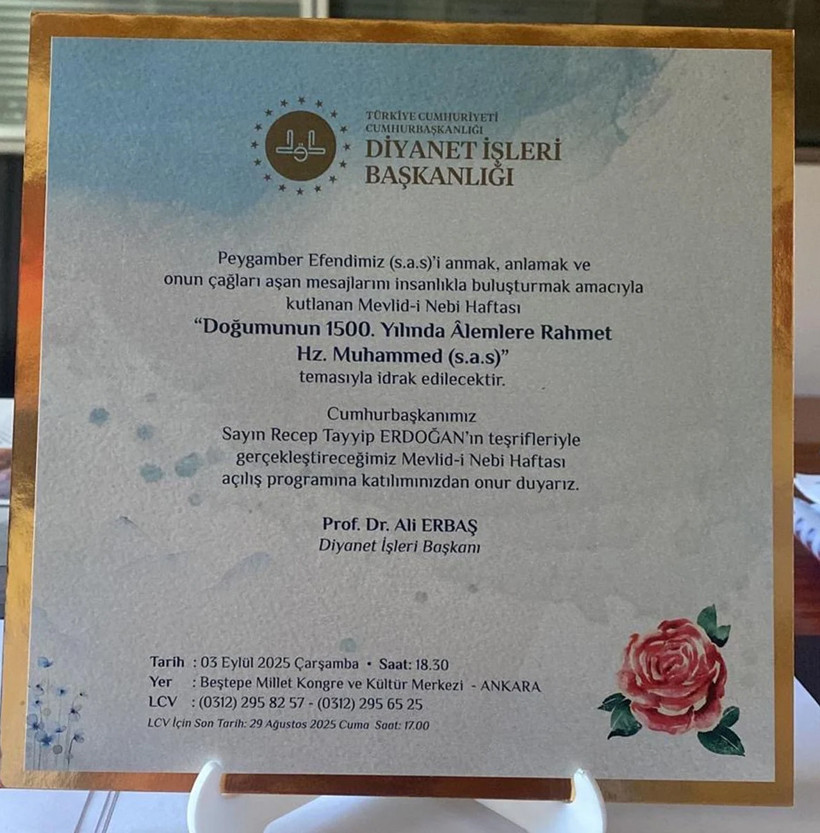 TÜRKİYE CUMHURİYETİ
CUMHURBAŞKANLIĞI
DİYANET İŞLERİ
BAŞKANLIĞI
Peygamber Efendimiz (s.a.s)’i anmak, anlamak ve
onun çağları aşan mesajlarını insanlıkla buluşturmak amacıyla
kutlanan Mevlid-i Nebi Haftası
“Doğumunun 1500. Yılında Âlemlere Rahmet
Hz. Muhammed (s.a.s)”
temasıyla idrak edilecektir.
Cumhurbaşkanımız
Sayın Recep Tayyip ERDOĞAN’ın teşrifleriyle
gerçekleştireceğimiz Mevlid-i Nebi Haftası
açılış programına katılımınızdan onur duyarız.
Prof. Dr. Ali ERBAŞ
Diyanet İşleri Başkanı
Tarih : 03 Eylül 2025 Çarşamba • Saat: 18.30
Yer : Beştepe Millet Kongre ve Kültür Merkezi - ANKARA
LCV : (0312) 295 82 57 - (0312) 295 65 25
LCV İçin Son Tarih: 29 Ağustos 2025 Cuma Saat: 17.00